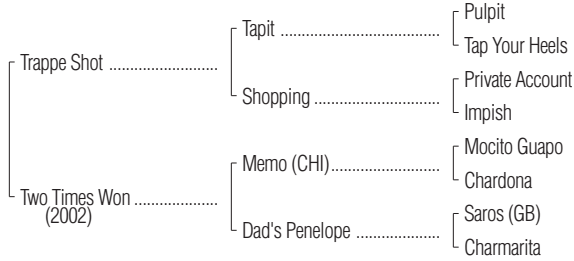 Pulpit
Tapit ................................
Tap Your Heels
Trappe Shot ..........................
Private Account
Shopping .............................
Impish
Mocito Guapo
Memo (CHI)..........................
Chardona
Two Times Won ....................
(2002)
Saros (GB)
Dad's Penelope ....................
Charmarita